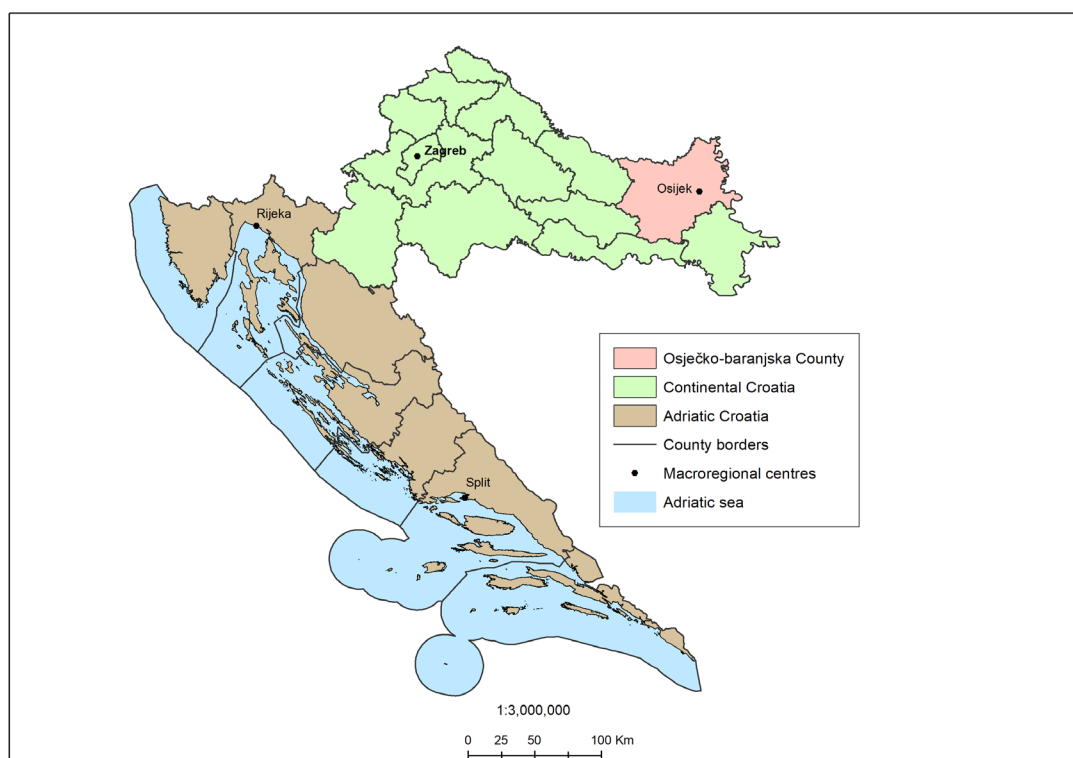 Zagreb
Osijek
Rijeka
Split
Osječko-baranjska County
Continental Croatia
Adriatic Croatia
County borders
Macroregional centres
Adriatic sea
1:3,000,000
0 25 50 100 Km